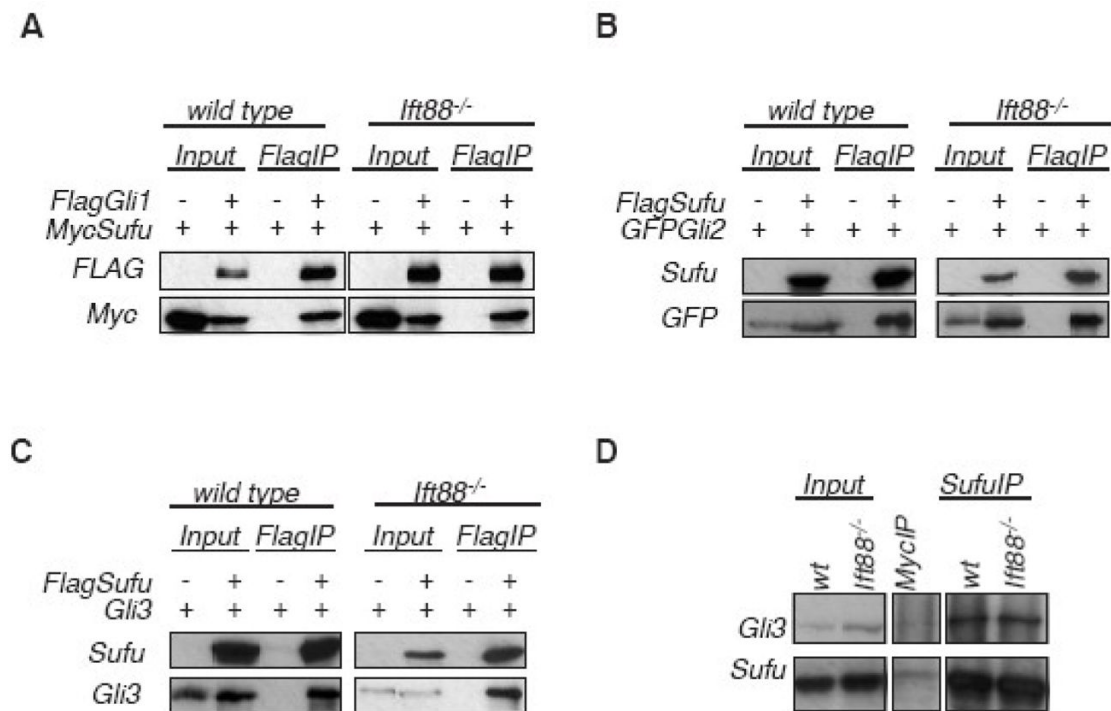 A
wild type Ift88-/-
Input FlagIP Input FlagIP
FlagGli1 - + - + - + - +
MycSufu + + + + + + + +
FLAG
Myc
B
wild type Ift88-/-
Input FlagIP Input FlagIP
FlagSufu - + - + - + - +
GFPGli2 + + + + + + + +
Sufu
GFP
C
wild type Ift88-/-
Input FlagIP Input FlagIP
FlagSufu - + - + - + - +
Gli3 + + + + + + + +
Sufu
Gli3
D
Input SufuIP
wt Ift88-/- MycIP wt Ift88-/-
Gli3
Sufu